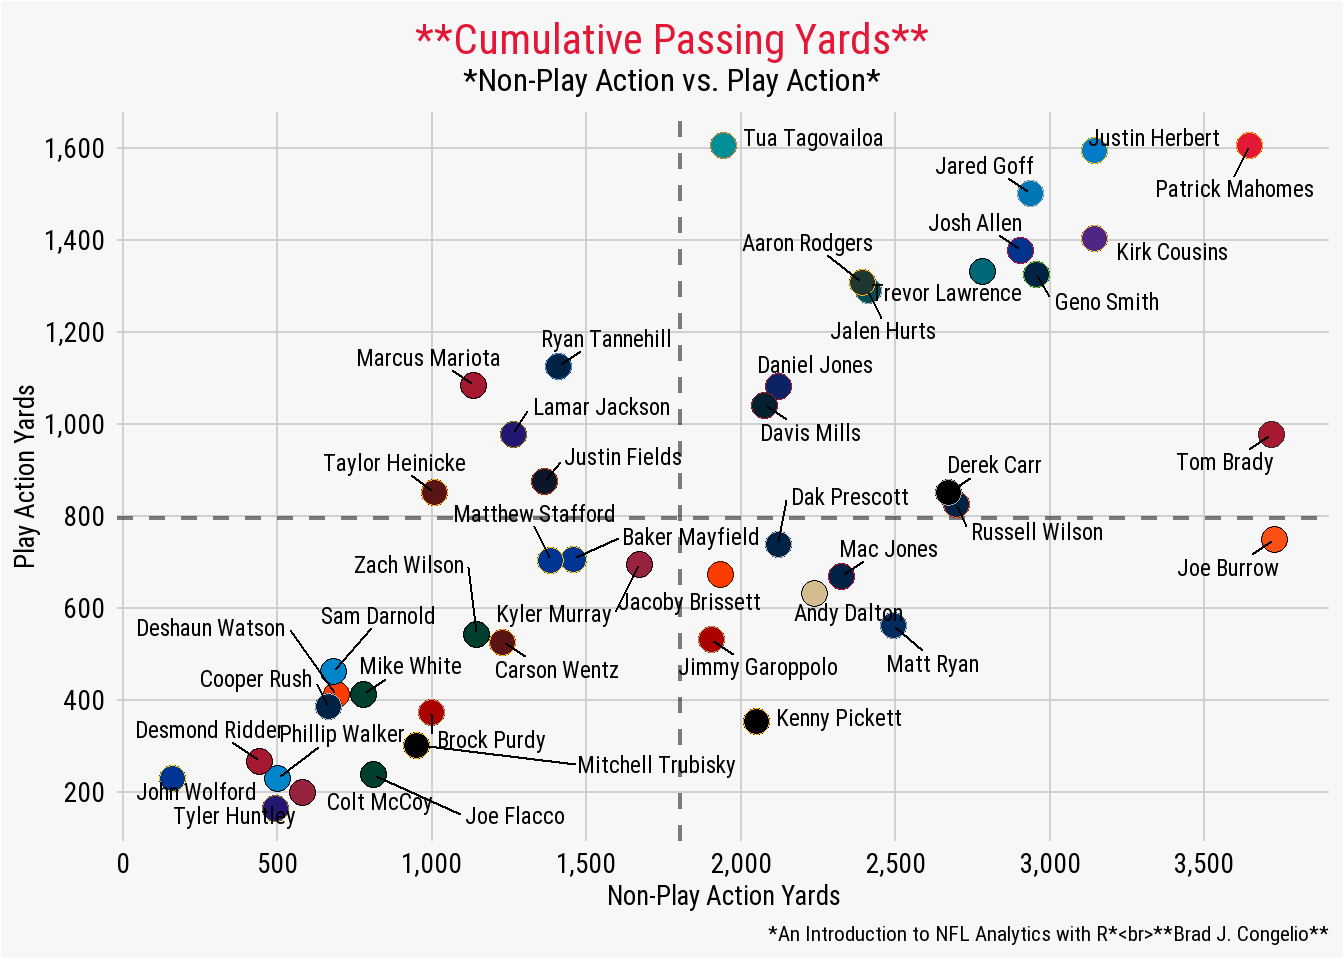 **Cumulative Passing Yards**
*Non-Play Action vs. Play Action*
Play Action Yards
1,600
1,400
1,200
1,000
800
600
400
200
Tua Tagovailoa
Justin Herbert
Jared Goff
Patrick Mahomes
Josh Allen
Aaron Rodgers
Kirk Cousins
Trevor Lawrence
Geno Smith
Jalen Hurts
Ryan Tannehill
Marcus Mariota
Daniel Jones
Lamar Jackson
Davis Mills
Justin Fields
Taylor Heinicke
Tom Brady
Derek Carr
Dak Prescott
Matthew Stafford
Russell Wilson
Baker Mayfield
Mac Jones
Zach Wilson
Joe Burrow
Kyler Murray
Jacoby Brissett
Andy Dalton
Sam Darnold
Deshaun Watson
Mike White
Carson Wentz
Jimmy Garoppolo
Matt Ryan
Cooper Rush
Kenny Pickett
Desmond Ridder
Phillip Walker
Brock Purdy
Mitchell Trubisky
John Wolford
Colt McCoy
Tyler Huntley
Joe Flacco
0
500
1,000
1,500
2,000
2,500
3,000
3,500
Non-Play Action Yards
*An Introduction to NFL Analytics with R*<br>**Brad J. Congelio**